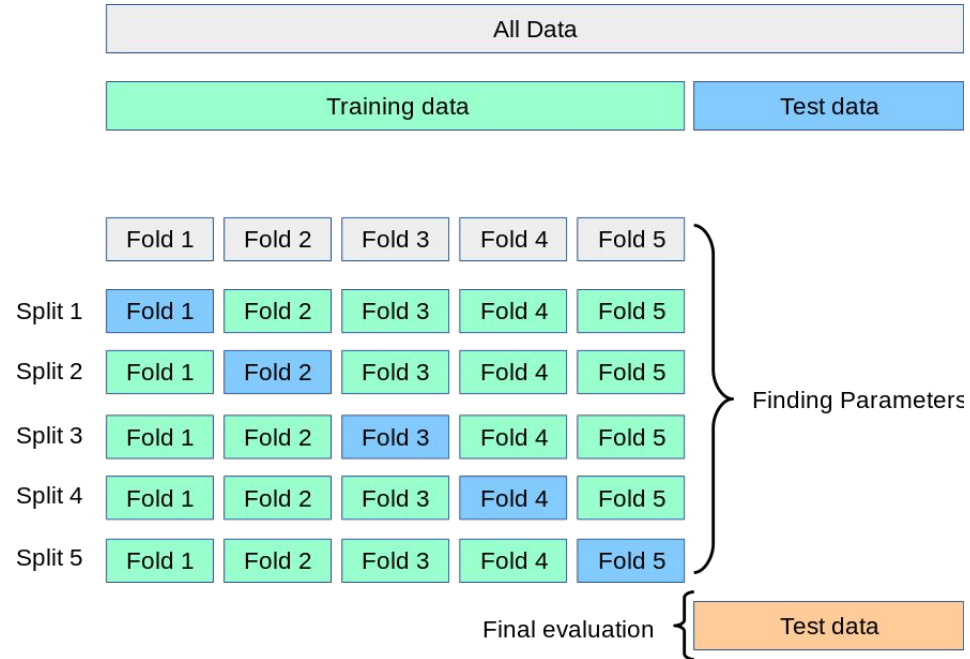 All Data
Training data Test data
Fold 1 Fold 2 Fold 3 Fold 4 Fold 5
Split 1 Fold 1 Fold 2 Fold 3 Fold 4 Fold 5
Split 2 Fold 1 Fold 2 Fold 3 Fold 4 Fold 5
Finding Parameters
Split 3 Fold 1 Fold 2 Fold 3 Fold 4 Fold 5
Split 4 Fold 1 Fold 2 Fold 3 Fold 4 Fold 5
Split 5 Fold 1 Fold 2 Fold 3 Fold 4 Fold 5
Final evaluation Test data